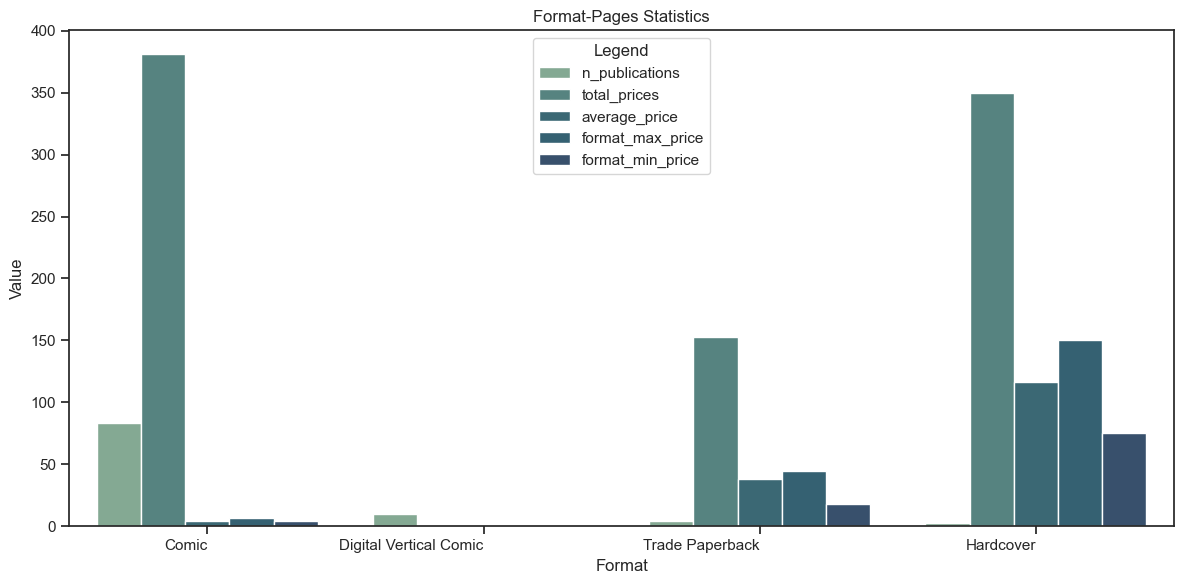 Format-Pages Statistics
Legend
n_publications
total_prices
average_price
format_max_price
format_min_price
Value
400
350
300
250
200
150
100
50
0
Comic
Digital Vertical Comic
Trade Paperback
Hardcover
Format